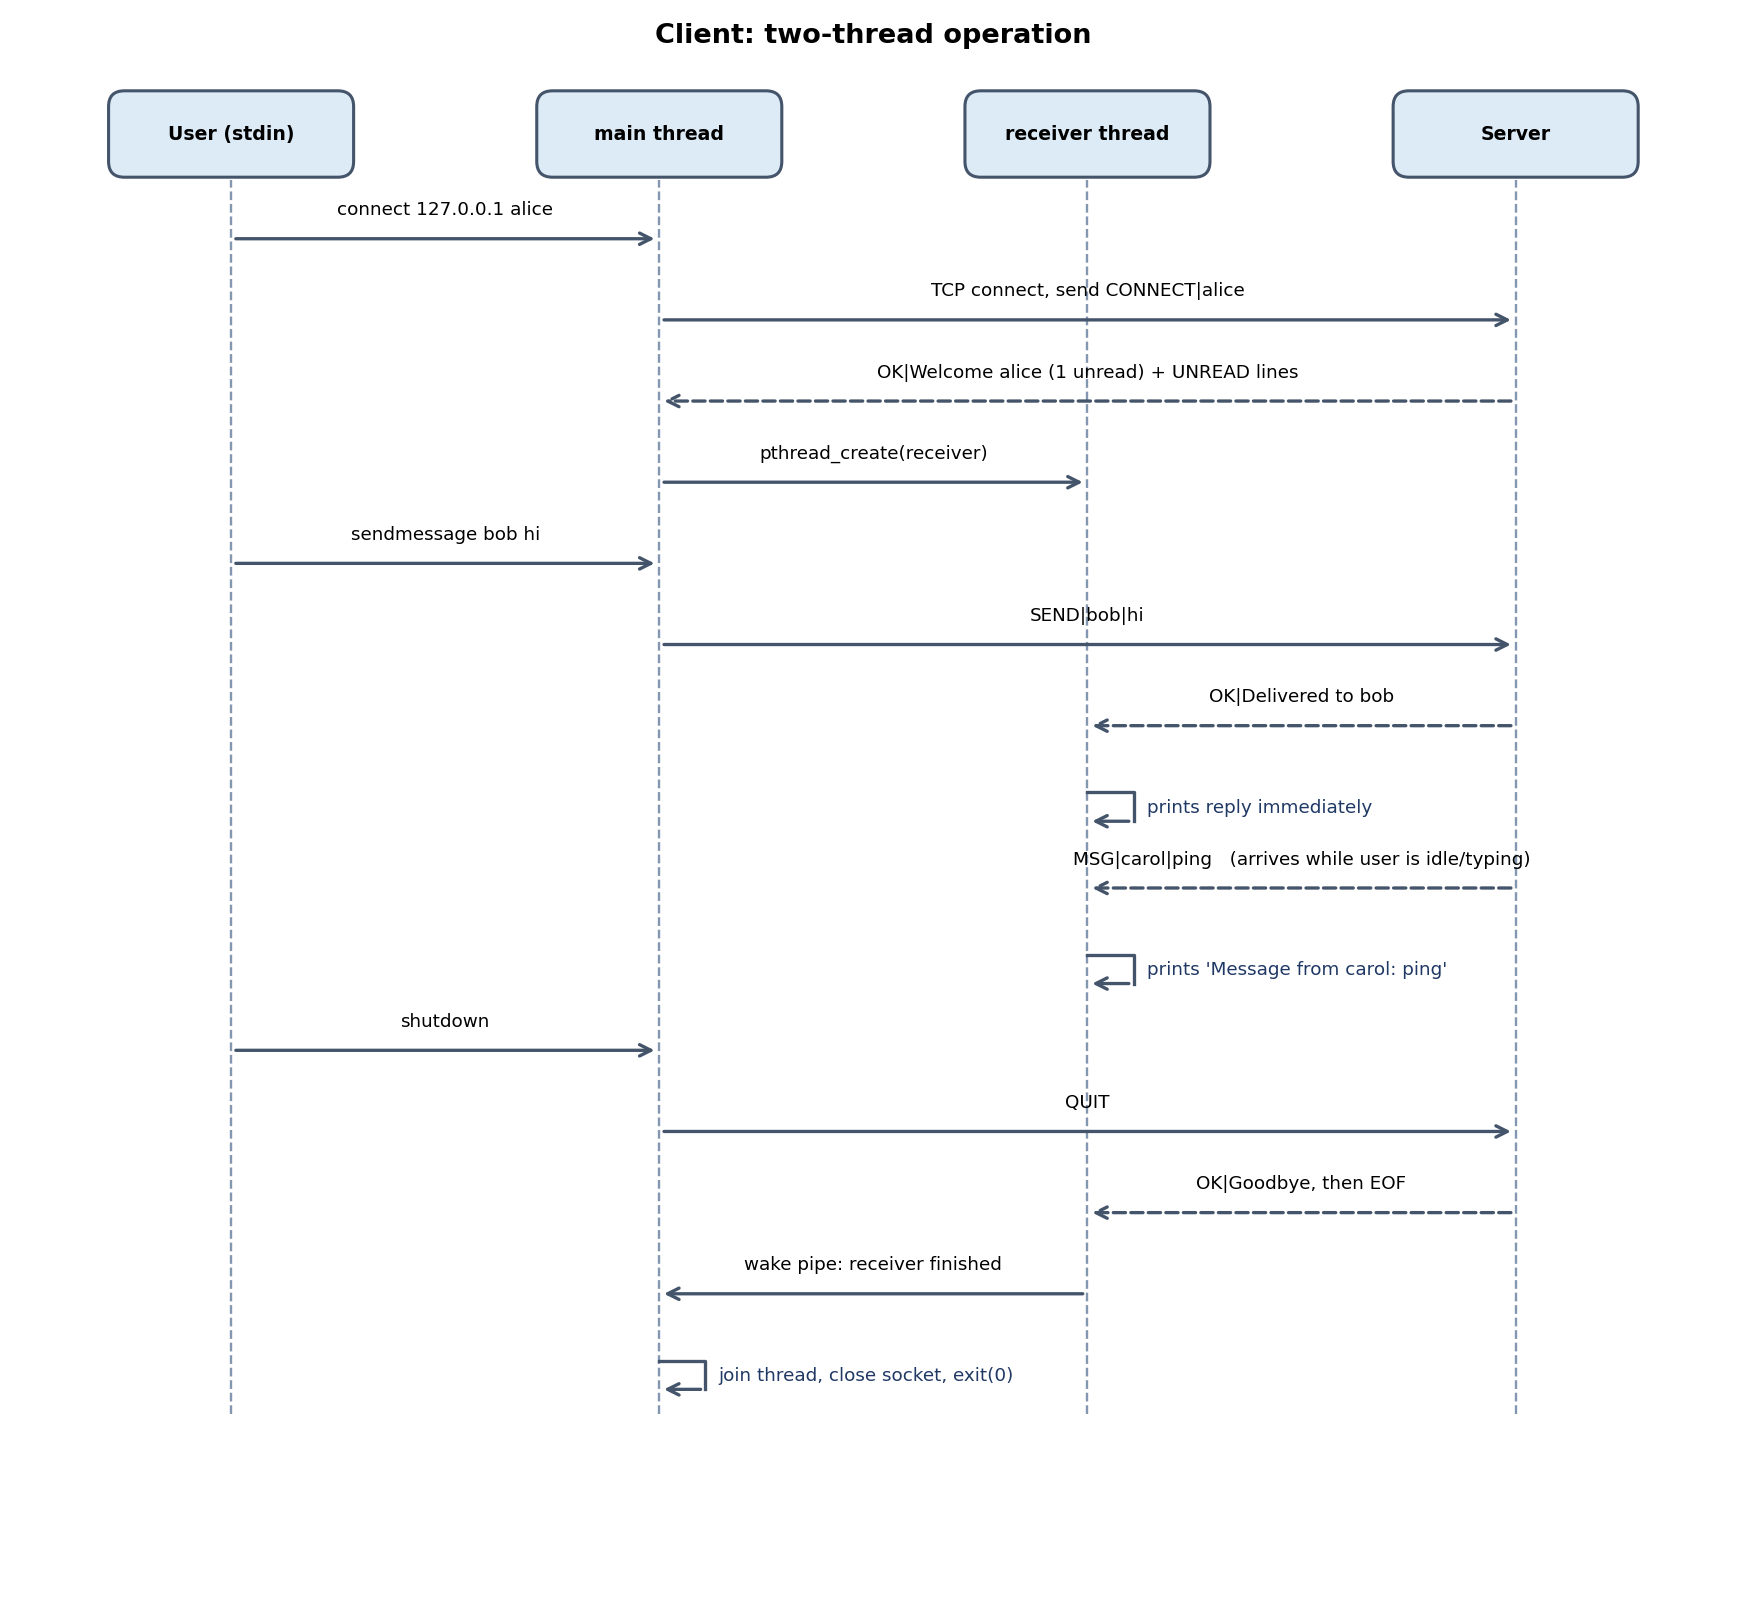 Client: two-thread operation
User (stdin)
main thread
receiver thread
Server
connect 127.0.0.1 alice
TCP connect, send CONNECT|alice
OK|Welcome alice (1 unread) + UNREAD lines
pthread_create(receiver)
sendmessage bob hi
SEND|bob|hi
OK|Delivered to bob
prints reply immediately
MSG|carol|ping   (arrives while user is idle/typing)
prints 'Message from carol: ping'
shutdown
QUIT
OK|Goodbye, then EOF
wake pipe: receiver finished
join thread, close socket, exit(0)